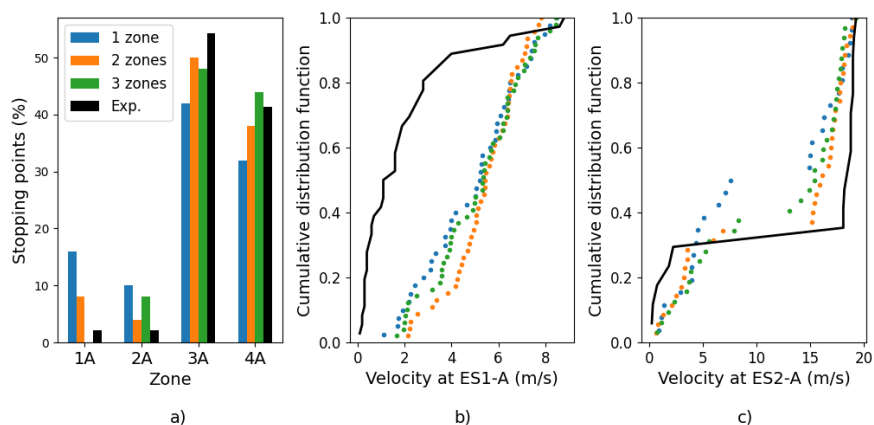 1 zone
2 zones
3 zones
Exp.
Stopping points (%)
50
40
30
20
10
0
1A 2A 3A 4A
Zone
a)
Cumulative distribution function
1.0
0.8
0.6
0.4
0.2
0.0
0 2 4 6 8
Velocity at ES1-A (m/s)
b)
Cumulative distribution function
1.0
0.8
0.6
0.4
0.2
0.0
0 5 10 15 20
Velocity at ES2-A (m/s)
c)